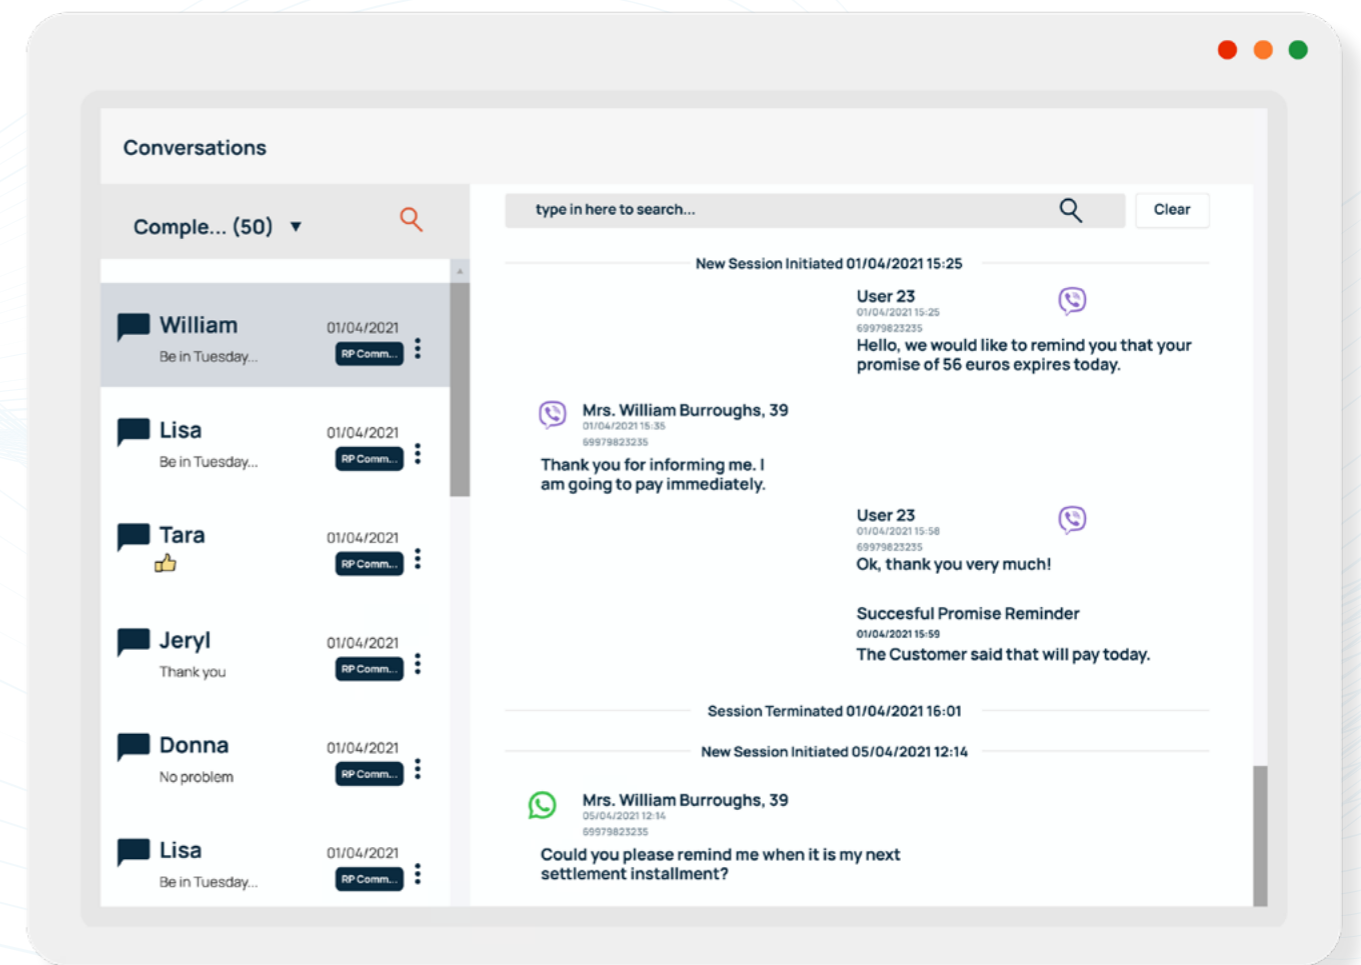 Conversations
Comple... (50)
William
01/04/2021
Be in Tuesday...
RP Comm...
Lisa
01/04/2021
Be in Tuesday...
RP Comm...
Tara
01/04/2021
RP Comm...
Jeryl
01/04/2021
Thank you
RP Comm...
Donna
01/04/2021
No problem
RP Comm...
Lisa
01/04/2021
Be in Tuesday...
RP Comm...
type in here to search...
Clear
New Session Initiated 01/04/2021 15:25
User 23
01/04/2021 15:25
69979823235
Hello, we would like to remind you that your
promise of 56 euros expires today.
Mrs. William Burroughs, 39
01/04/2021 15:35
69979823235
Thank you for informing me. I
am going to pay immediately.
User 23
01/04/2021 15:58
69979823235
Ok, thank you very much!
Succesful Promise Reminder
01/04/2021 15:59
The Customer said that will pay today.
Session Terminated 01/04/2021 16:01
New Session Initiated 05/04/2021 12:14
Mrs. William Burroughs, 39
05/04/2021 12:14
69979823235
Could you please remind me when it is my next
settlement installment?